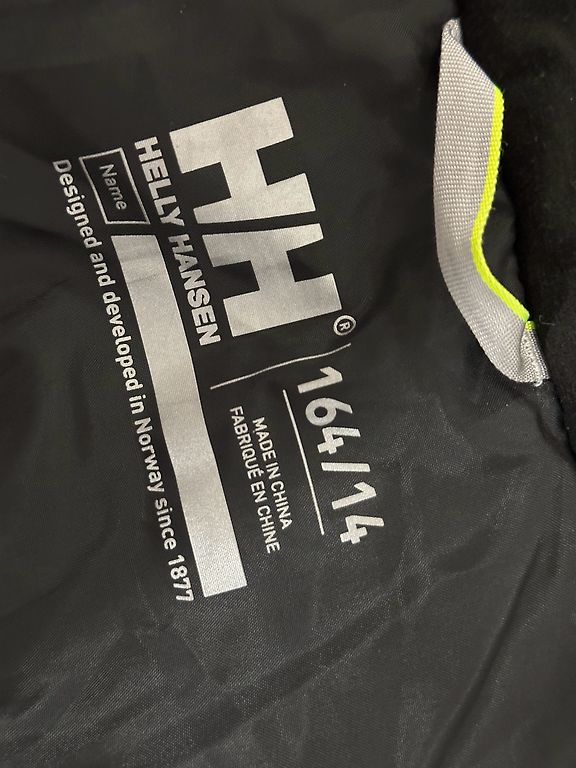 HH®
HELLY HANSEN
164/14
MADE IN CHINA
FABRIQUÉ EN CHINE
Name
Designed and developed in Norway since 1877